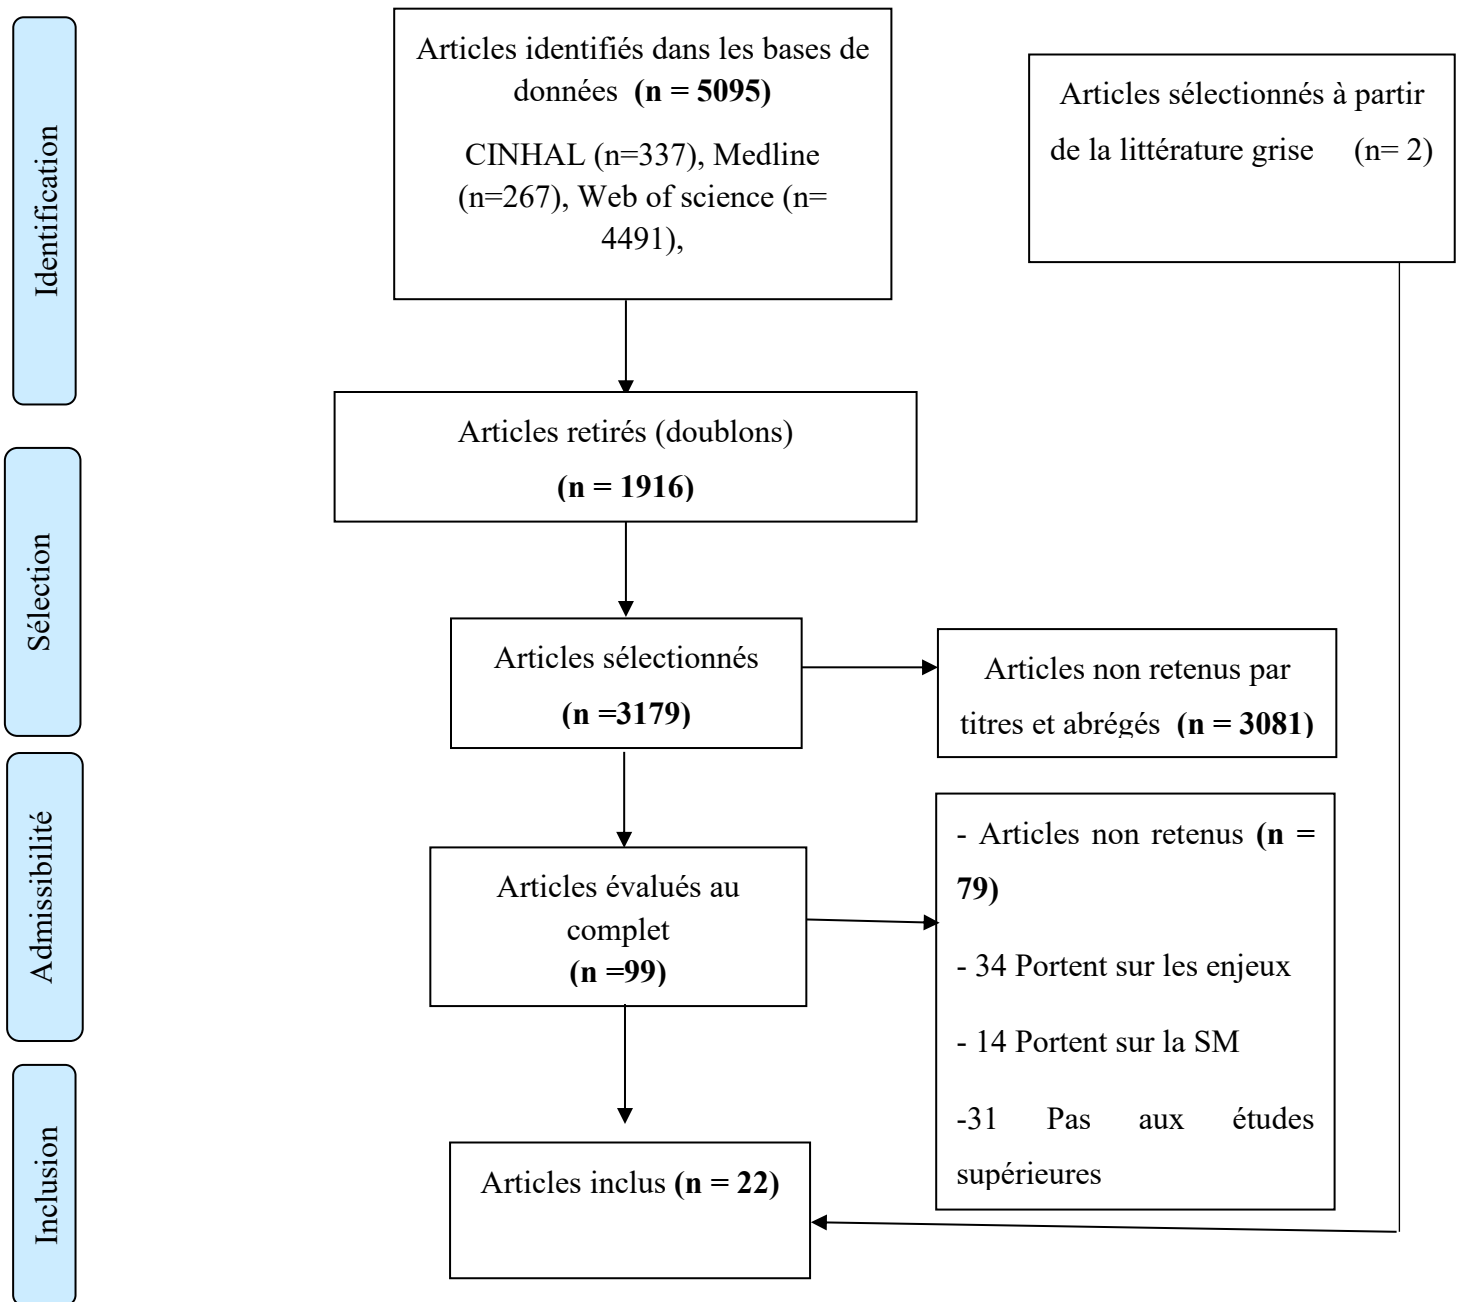 Identification
Articles identifiés dans les bases de
données (n = 5095)
CINHAL (n=337), Medline
(n=267), Web of science (n=
4491),
Articles sélectionnés à partir
de la littérature grise (n= 2)
Articles retirés (doublons)
(n = 1916)
Sélection
Articles sélectionnés
(n =3179)
Articles non retenus par
titres et abrégés (n = 3081)
Admissibilité
Articles évalués au
complet
(n =99)
- Articles non retenus (n =
79)
- 34 Portent sur les enjeux
- 14 Portent sur la SM
-31 Pas aux études
supérieures
Inclusion
Articles inclus (n = 22)